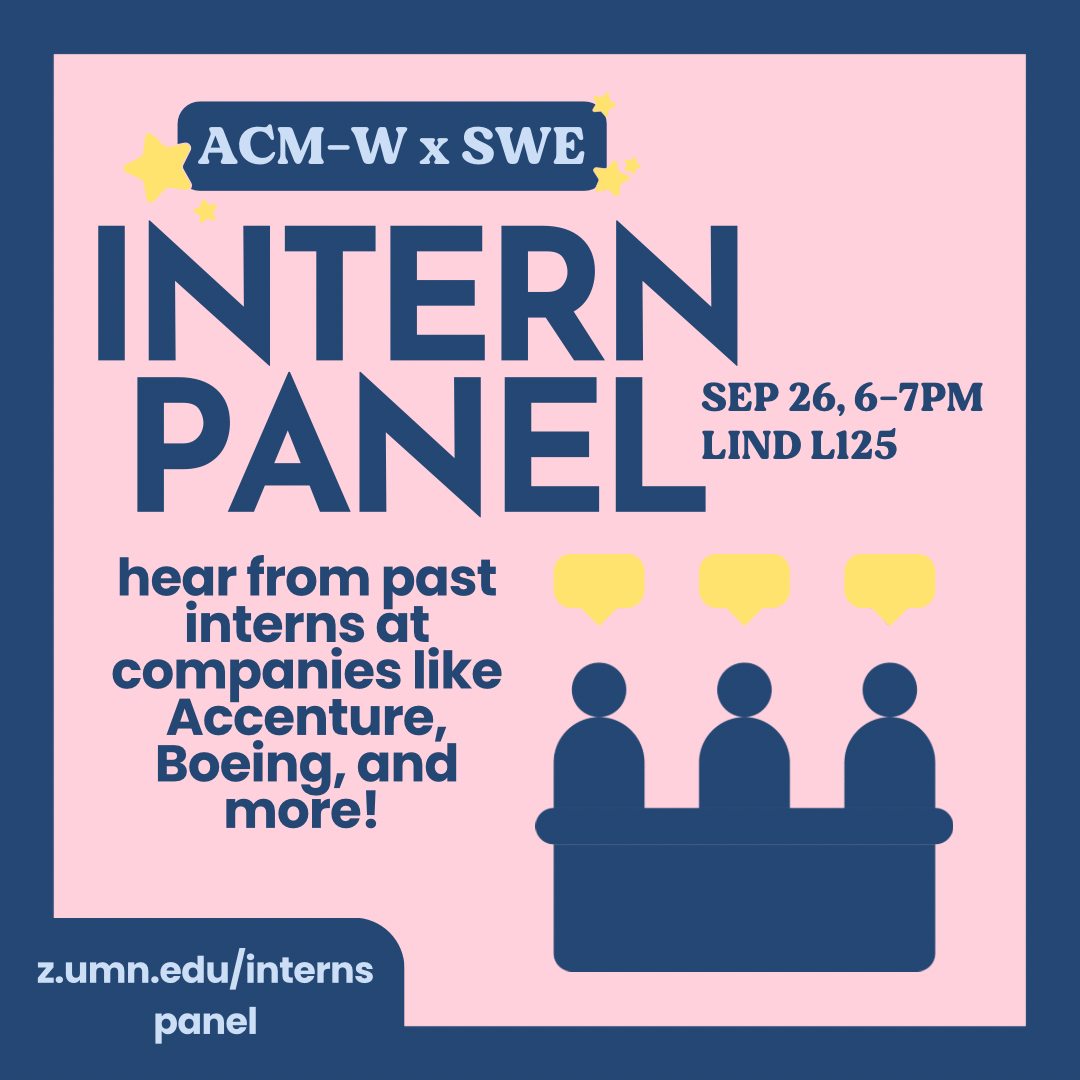 ACM-W x SWE
INTERN
PANEL
SEP 26, 6-7PM
LIND L125
hear from past
interns at
companies like
Accenture,
Boeing, and
more!
z.umn.edu/interns
panel